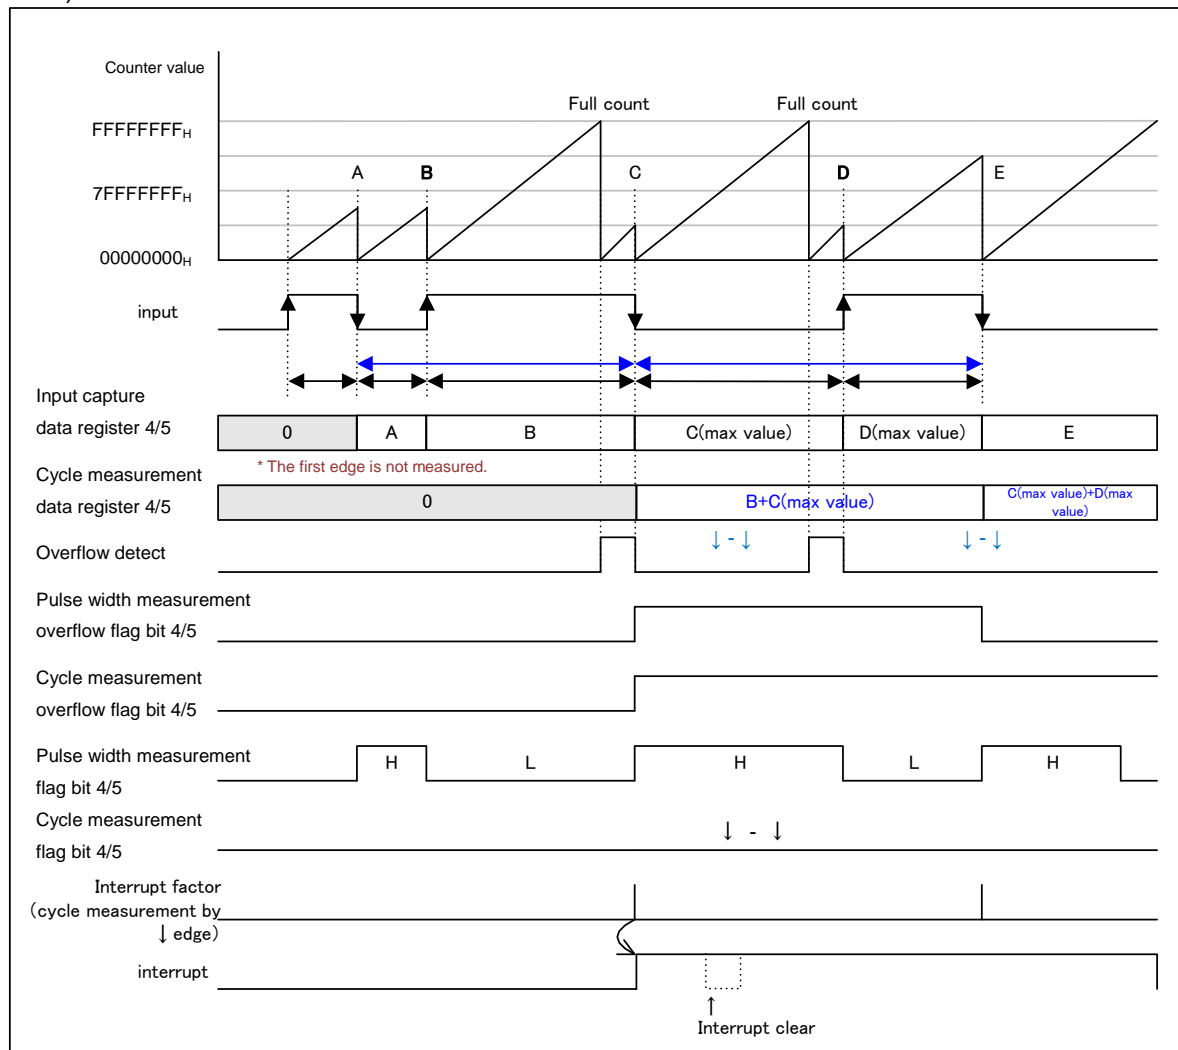 Counter value
Full count
Full count
FFFFFFFFH
A
B
C
D
E
7FFFFFFFH
00000000H
input
Input capture
data register 4/5
0
A
B
C(max value)
D(max value)
E
* The first edge is not measured.
Cycle measurement
data register 4/5
0
B+C(max value)
C(max value)+D(max
value)
Overflow detect
↓ - ↓
↓ - ↓
Pulse width measurement
overflow flag bit 4/5
Cycle measurement
overflow flag bit 4/5
Pulse width measurement
flag bit 4/5
H
L
H
L
H
Cycle measurement
flag bit 4/5
↓ - ↓
Interrupt factor
(cycle measurement by
↓ edge)
interrupt
↑
Interrupt clear